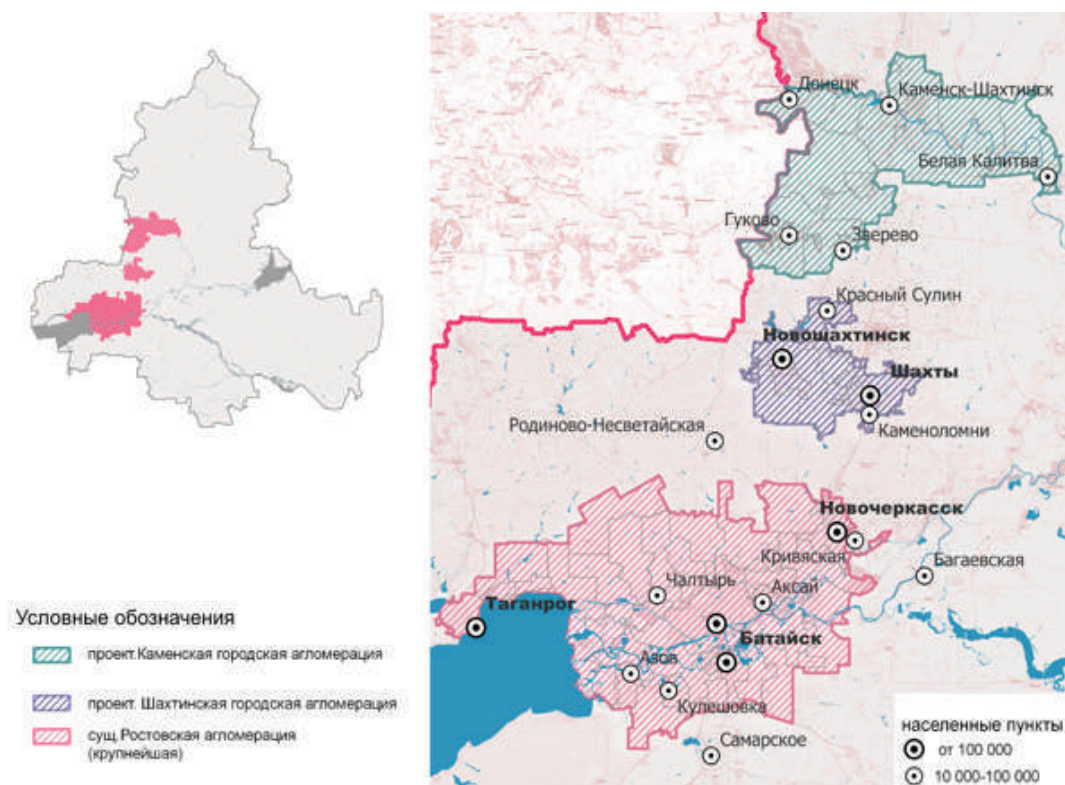 Донецк
Каменск-Шахтинск
Белая Калитва
Гуково
Зверево
Красный Сулин
Новошахтинск
Шахты
Каменоломни
Родиново-Несветайская
Новочеркасск
Кривяская
Багаевская
Чалтырь
Аксай
Таганрог
Батайск
Азов
Кулешовка
Самарское
Условные обозначения
проект.Каменская городская агломерация
проект. Шахтинская городская агломерация
сущ.Ростовская агломерация
(крупнейшая)
населенные пункты
от 100 000
10 000-100 000